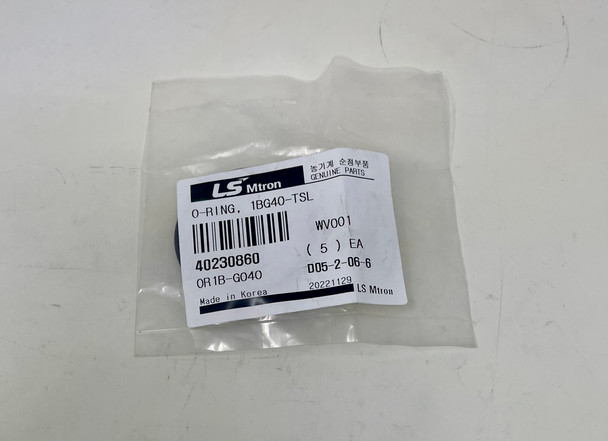 LS Mtron
농기계 순정부품
GENUINE PARTS
O-RING, 1BG40-TSL
WV001
( 5 ) EA
40230860
D05-2-06-6
OR1B-G040
20221129
Made in Korea
LS Mtron